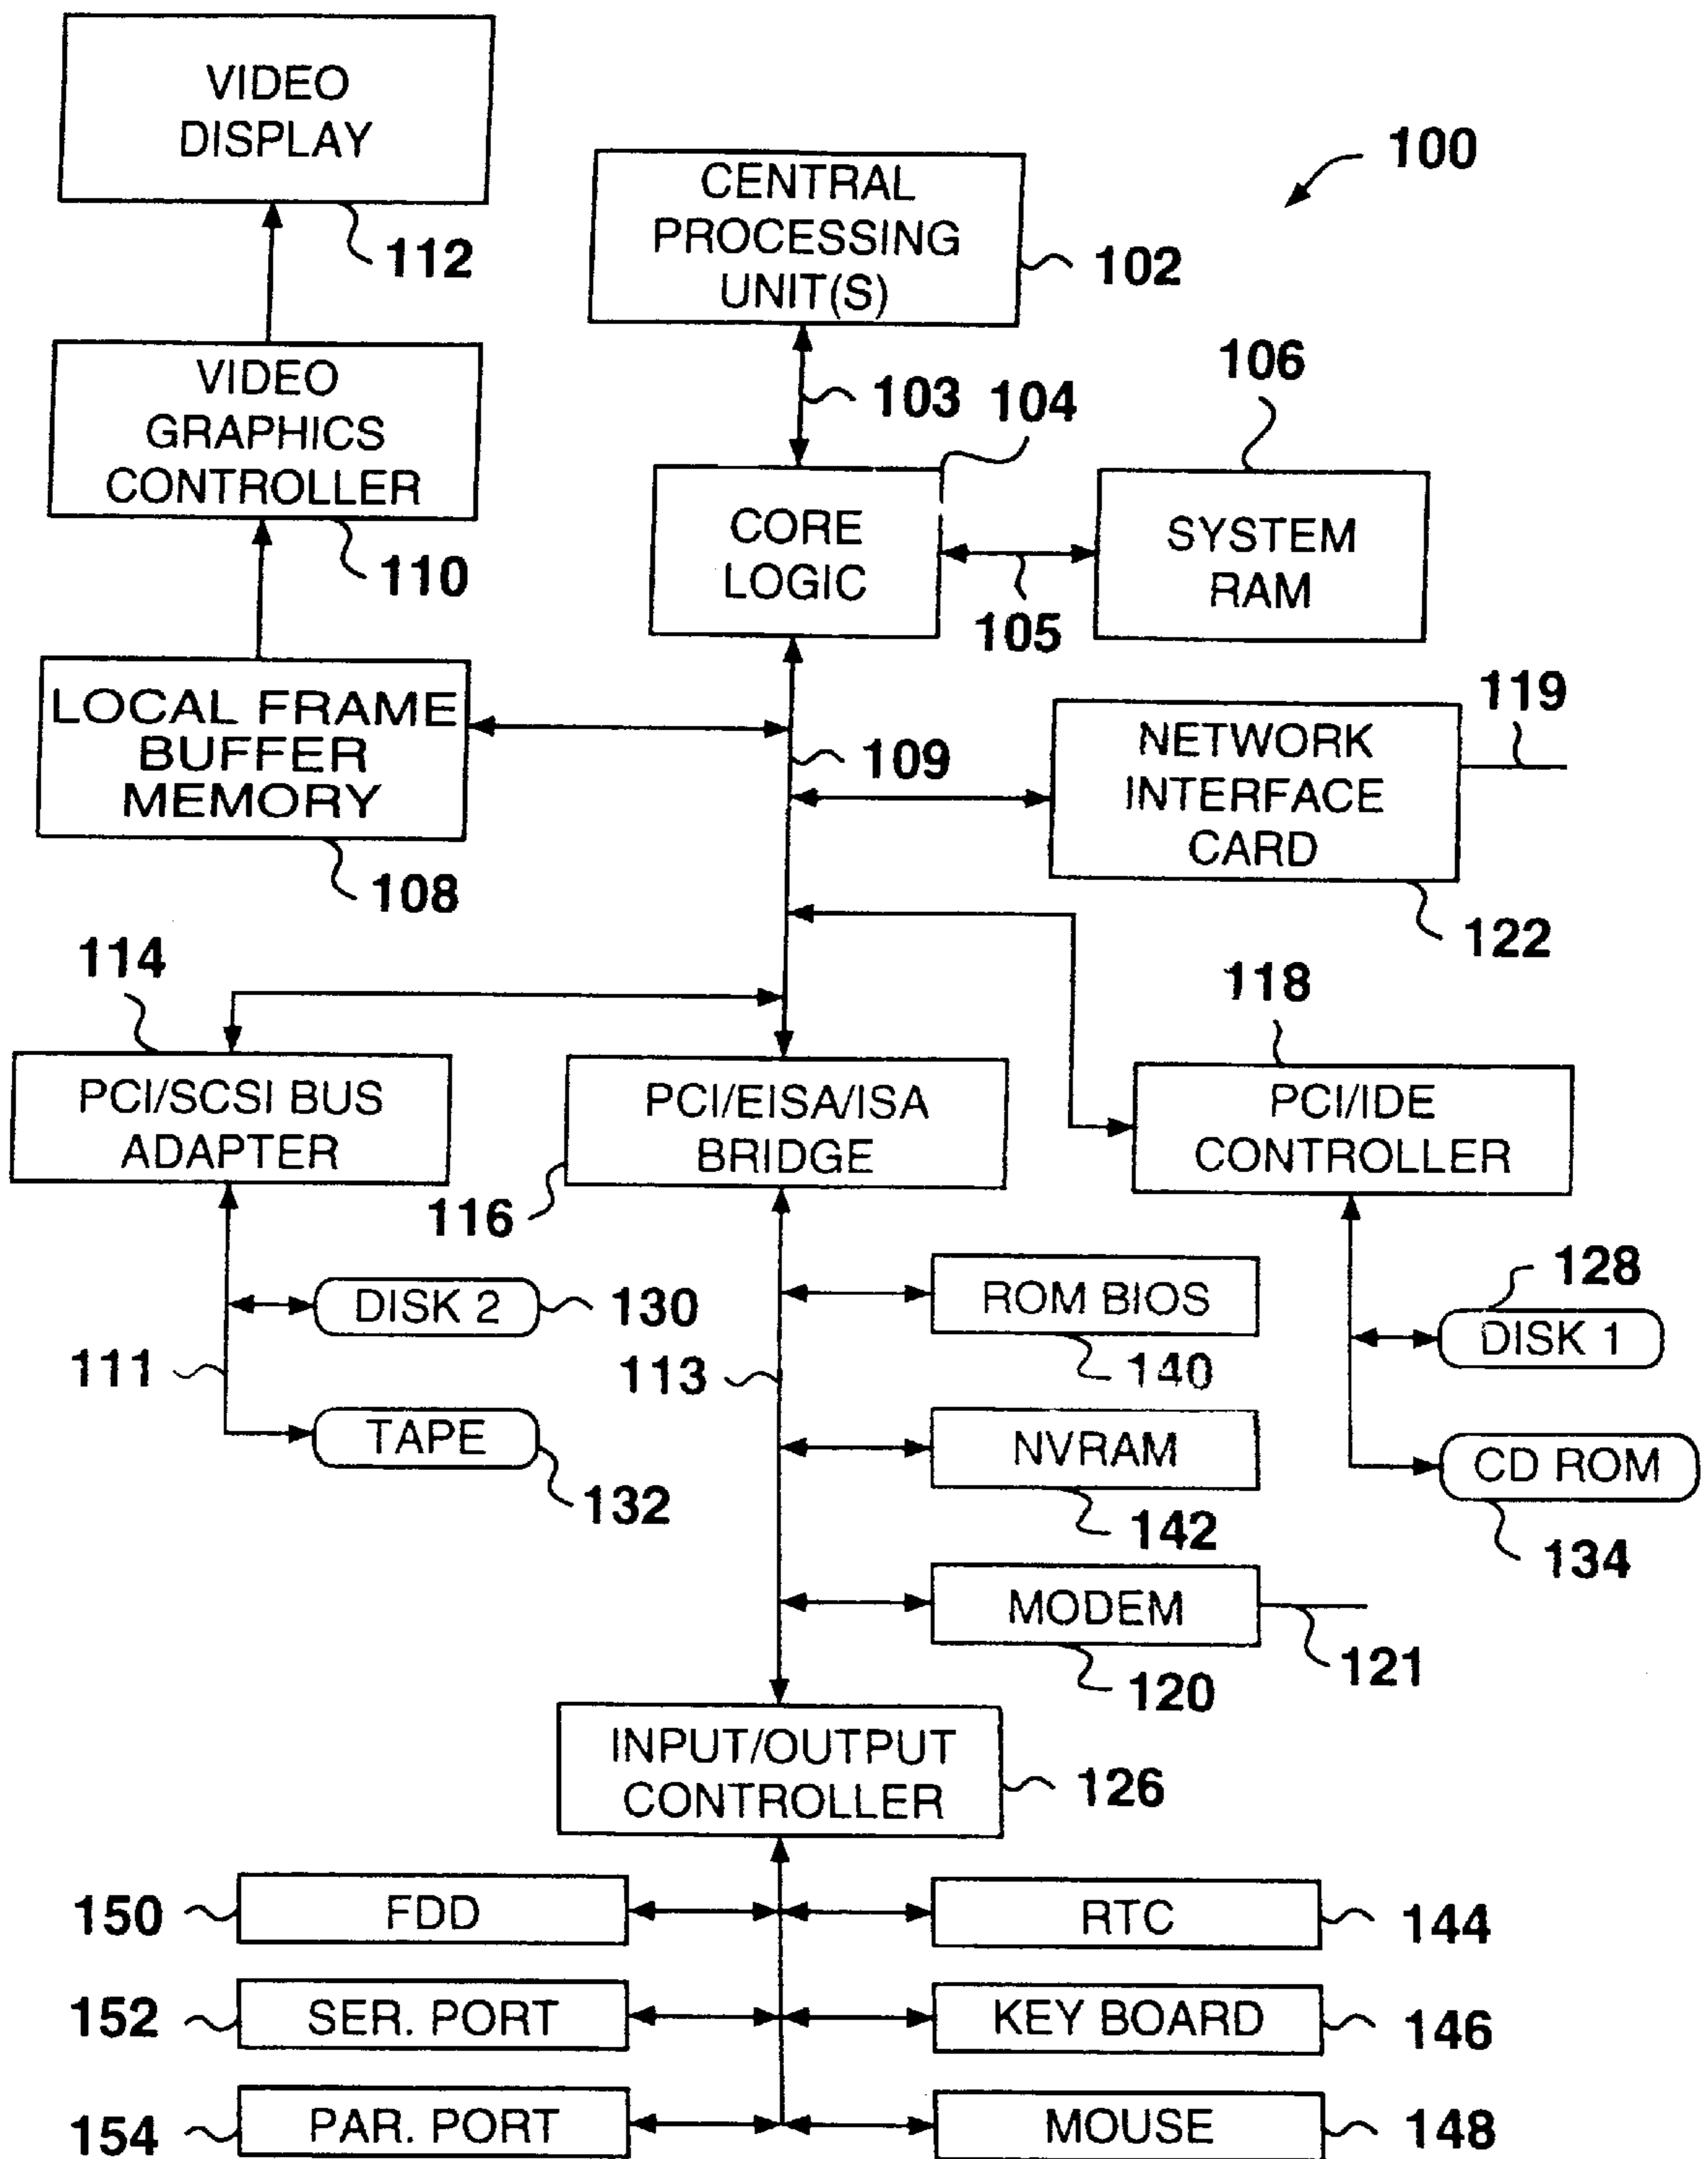 VIDEO
DISPLAY
112
100
CENTRAL
PROCESSING
UNIT(S)
102
VIDEO
GRAPHICS
CONTROLLER
110
103
104
106
CORE
LOGIC
SYSTEM
RAM
105
LOCAL FRAME
BUFFER
MEMORY
108
109
NETWORK
INTERFACE
CARD
119
122
114
118
PCI/SCSI BUS
ADAPTER
PCI/EISA/ISA
BRIDGE
116
PCI/IDE
CONTROLLER
DISK 2
130
111
TAPE
132
113
ROM BIOS
140
NVRAM
142
MODEM
120
121
128
DISK 1
CD ROM
134
INPUT/OUTPUT
CONTROLLER
126
150
FDD
RTC
144
152
SER. PORT
KEY BOARD
146
154
PAR. PORT
MOUSE
148